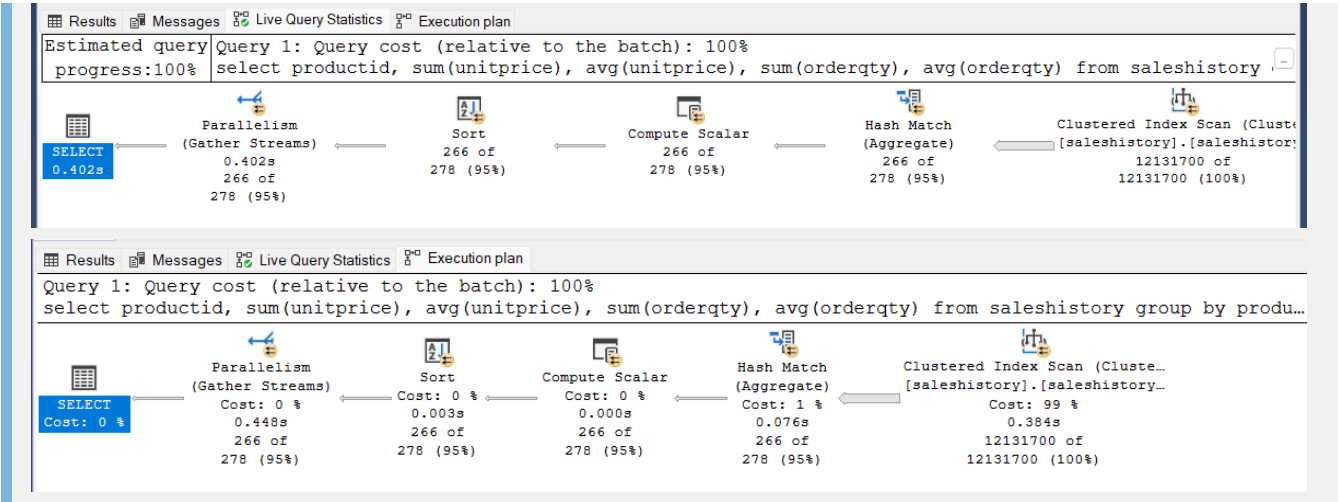 Results Messages Live Query Statistics Execution plan
Estimated query
progress:100%
Query 1: Query cost (relative to the batch): 100%
select productid, sum(unitprice), avg(unitprice), sum(orderqty), avg(orderqty) from saleshistory
SELECT
0.402s
Parallelism
(Gather Streams)
0.402s
266 of
278 (95%)
Sort
266 of
278 (95%)
Compute Scalar
266 of
278 (95%)
Hash Match
(Aggregate)
266 of
278 (95%)
Clustered Index Scan (Cluste
[saleshistory].[saleshistory
12131700 of
12131700 (100%)
Results Messages Live Query Statistics Execution plan
Query 1: Query cost (relative to the batch): 100%
select productid, sum(unitprice), avg(unitprice), sum(orderqty), avg(orderqty) from saleshistory group by produ…
SELECT
Cost: 0 %
Parallelism
(Gather Streams)
Cost: 0 %
0.448s
266 of
278 (95%)
Sort
Cost: 0 %
0.003s
266 of
278 (95%)
Compute Scalar
Cost: 0 %
0.000s
266 of
278 (95%)
Hash Match
(Aggregate)
Cost: 1 %
0.076s
266 of
278 (95%)
Clustered Index Scan (Cluste…
[saleshistory].[saleshistory…
Cost: 99 %
0.384s
12131700 of
12131700 (100%)